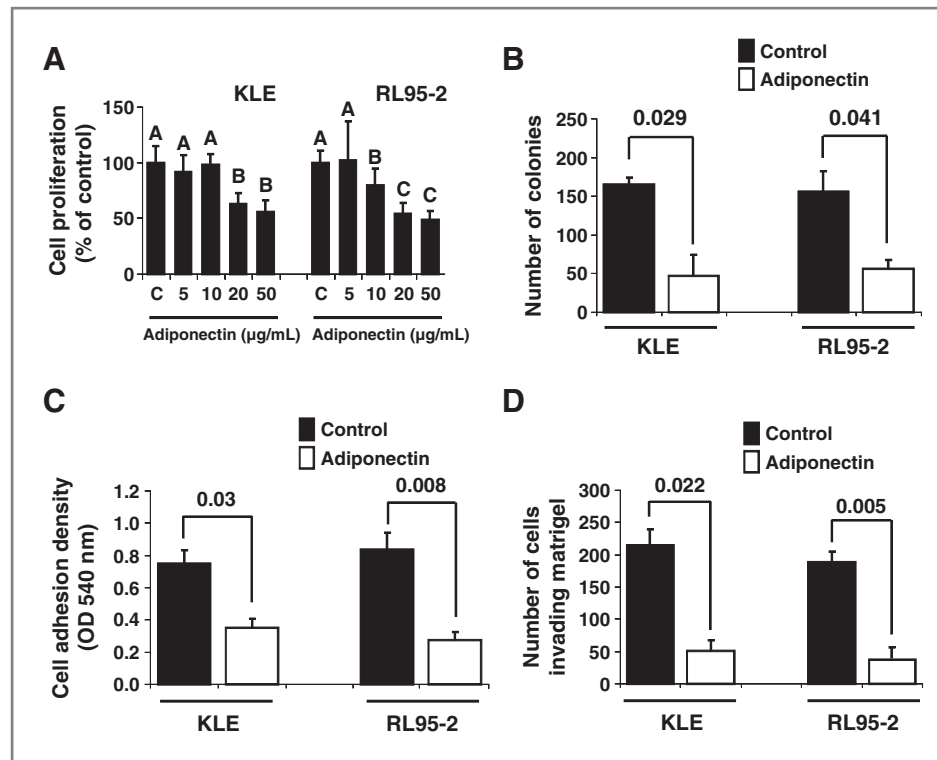 A
KLE RL95-2
Cell proliferation
(% of control)
150
100
50
0
A A A B B A A B C C
C 5 10 20 50 C 5 10 20 50
Adiponectin (µg/mL) Adiponectin (µg/mL)
B
Control
Adiponectin
Number of colonies
250
200
150
100
50
0
0.029 0.041
KLE RL95-2
C
Control
Adiponectin
Cell adhesion density
(OD 540 nm)
1.2
1.0
0.8
0.6
0.4
0.2
0.0
0.03 0.008
KLE RL95-2
D
Control
Adiponectin
Number of cells
invading matrigel
300
250
200
150
100
50
0
0.022 0.005
KLE RL95-2